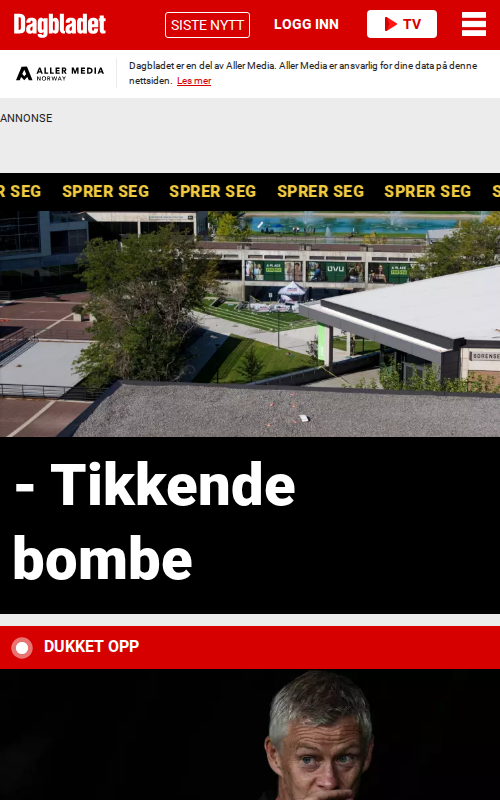 Dagbladet
SISTE NYTT
LOGG INN
TV
ALLER MEDIA
NORWAY
Dagbladet er en del av Aller Media. Aller Media er ansvarlig for dine data på denne
nettsiden. Les mer
ANNONSE
R SEG SPRER SEG SPRER SEG SPRER SEG SPRER SEG S
UVU
SORENSE
- Tikkende
bombe
DUKKET OPP